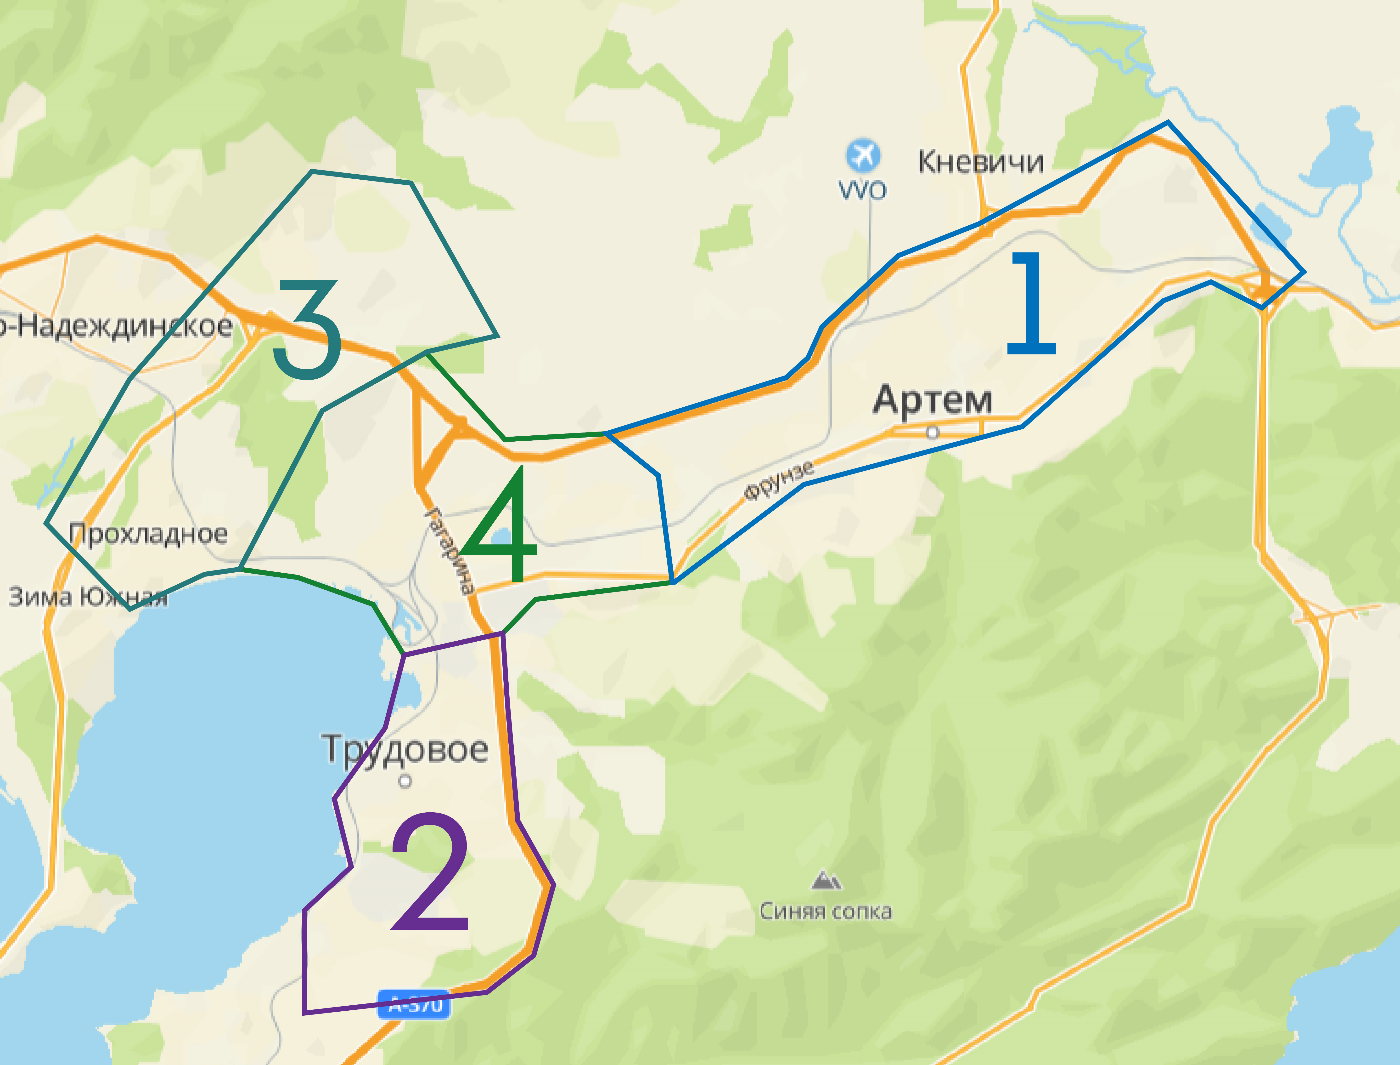 Кневичи
VVO
1
3
о-Надеждинское
Артем
Фрунзе
4
Гагарина
Прохладное
Зима Южная
Трудовое
2
Синяя сопка
А-370